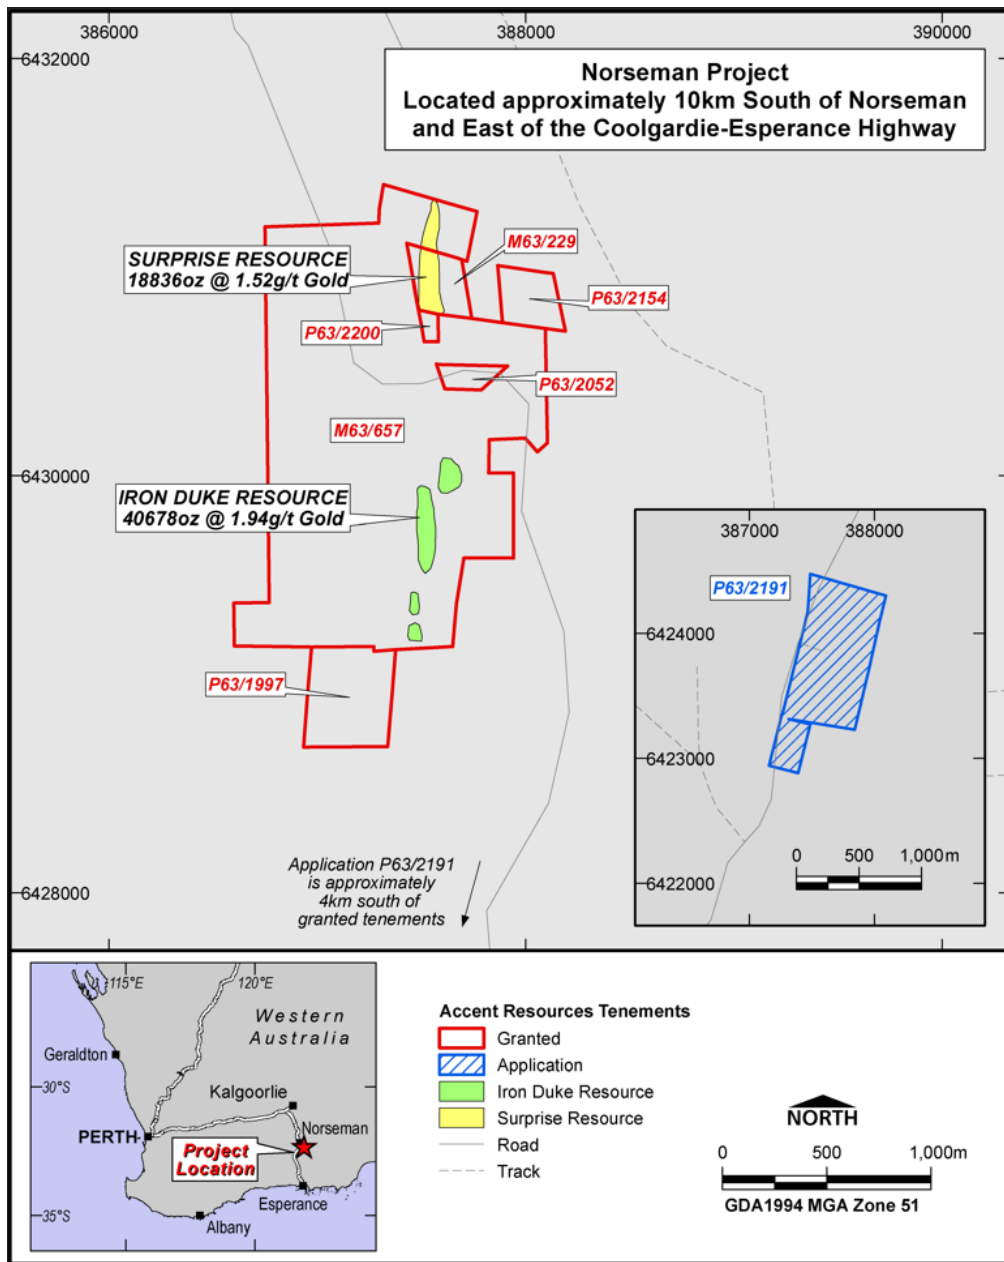 386000
388000
390000
6432000
Norseman Project
Located approximately 10km South of Norseman
and East of the Coolgardie-Esperance Highway
M63/229
SURPRISE RESOURCE
18836oz @ 1.52g/t Gold
P63/2154
P63/2200
P63/2052
M63/657
6430000
IRON DUKE RESOURCE
40678oz @ 1.94g/t Gold
387000
388000
P63/2191
6424000
P63/1997
6423000
Application P63/2191
is approximately
4km south of
granted tenements
0
500
1,000m
6422000
6428000
115°E
120°E
Western
Australia
Geraldton
30°S
Kalgoorlie
PERTH
Norseman
Project
Location
Esperance
35°S
Albany
Accent Resources Tenements
Granted
Application
Iron Duke Resource
Surprise Resource
Road
Track
NORTH
0
500
1,000m
GDA1994 MGA Zone 51